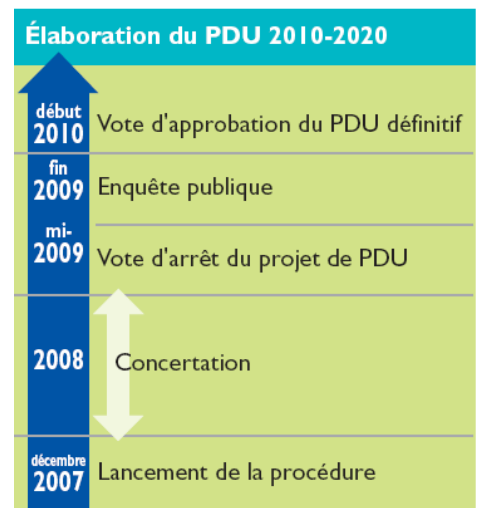 Élaboration du PDU 2010-2020
début
2010
Vote d'approbation du PDU définitif
fin
2009
Enquête publique
mi-
2009
Vote d'arrêt du projet de PDU
2008
Concertation
décembre
2007
Lancement de la procédure